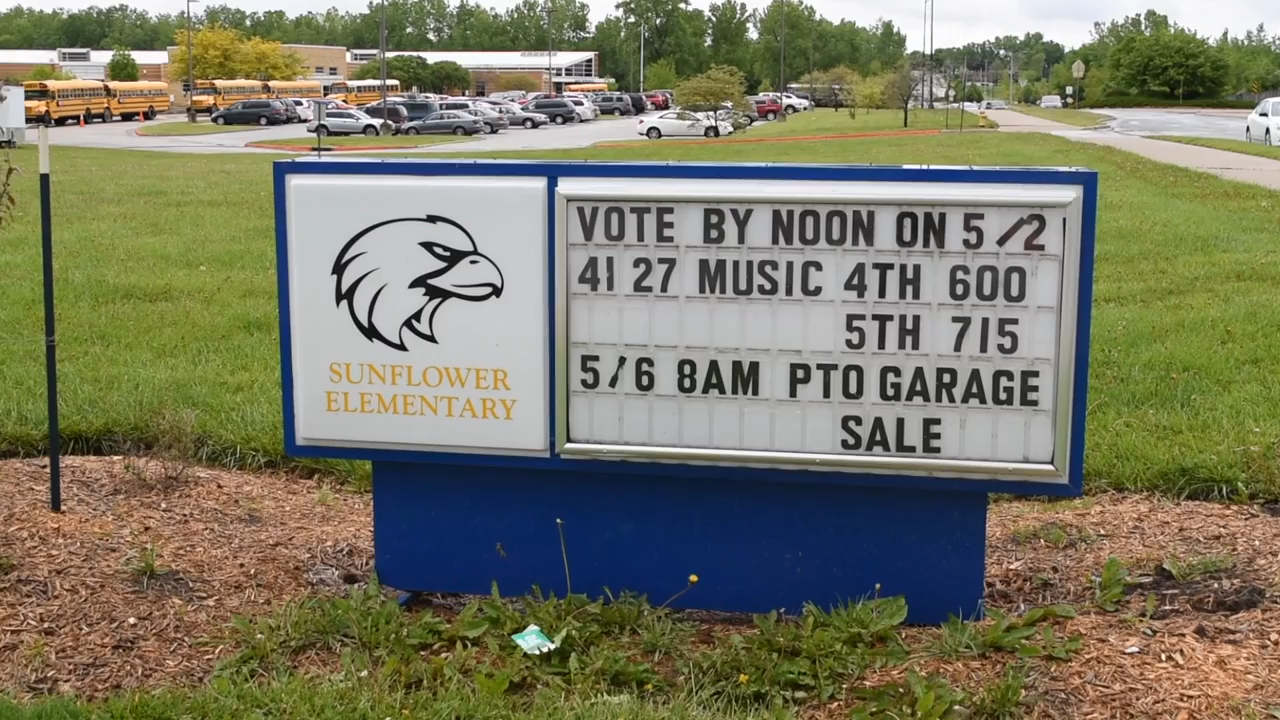 SUNFLOWER
ELEMENTARY
VOTE BY NOON ON 5/2
4I 27 MUSIC 4TH 600
5TH 715
5/6 8AM PTO GARAGE
SALE